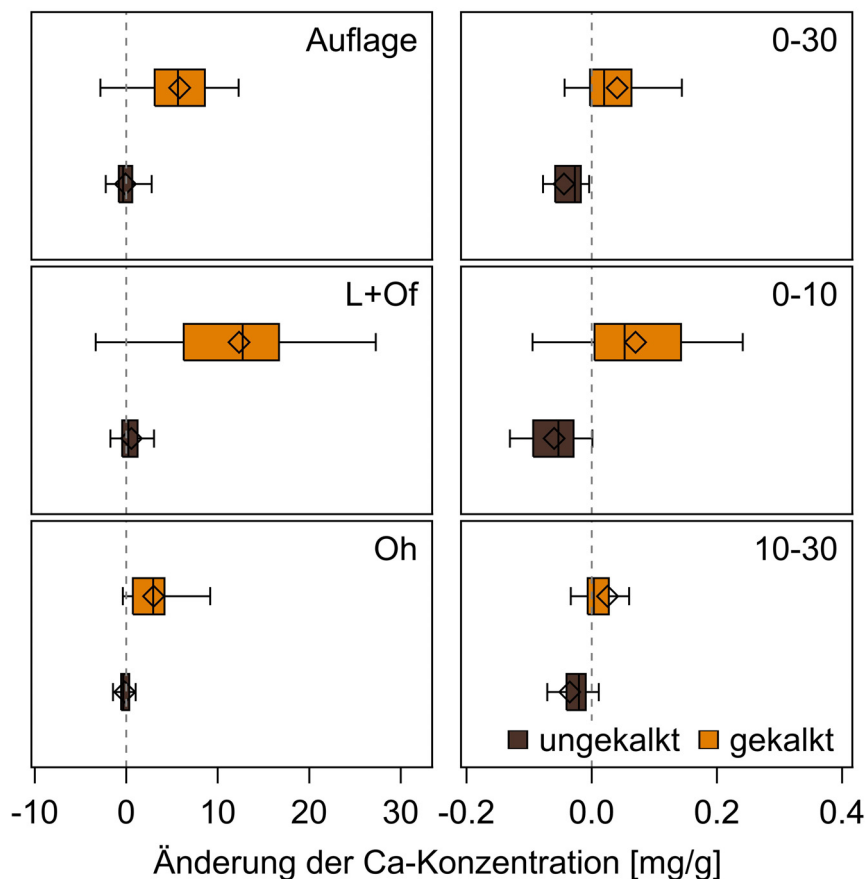 Auflage
0-30
L+Of
0-10
Oh
10-30
ungekalkt gekalkt
-10 0 10 20 30
-0.2 0.0 0.2 0.4
Änderung der Ca-Konzentration [mg/g]